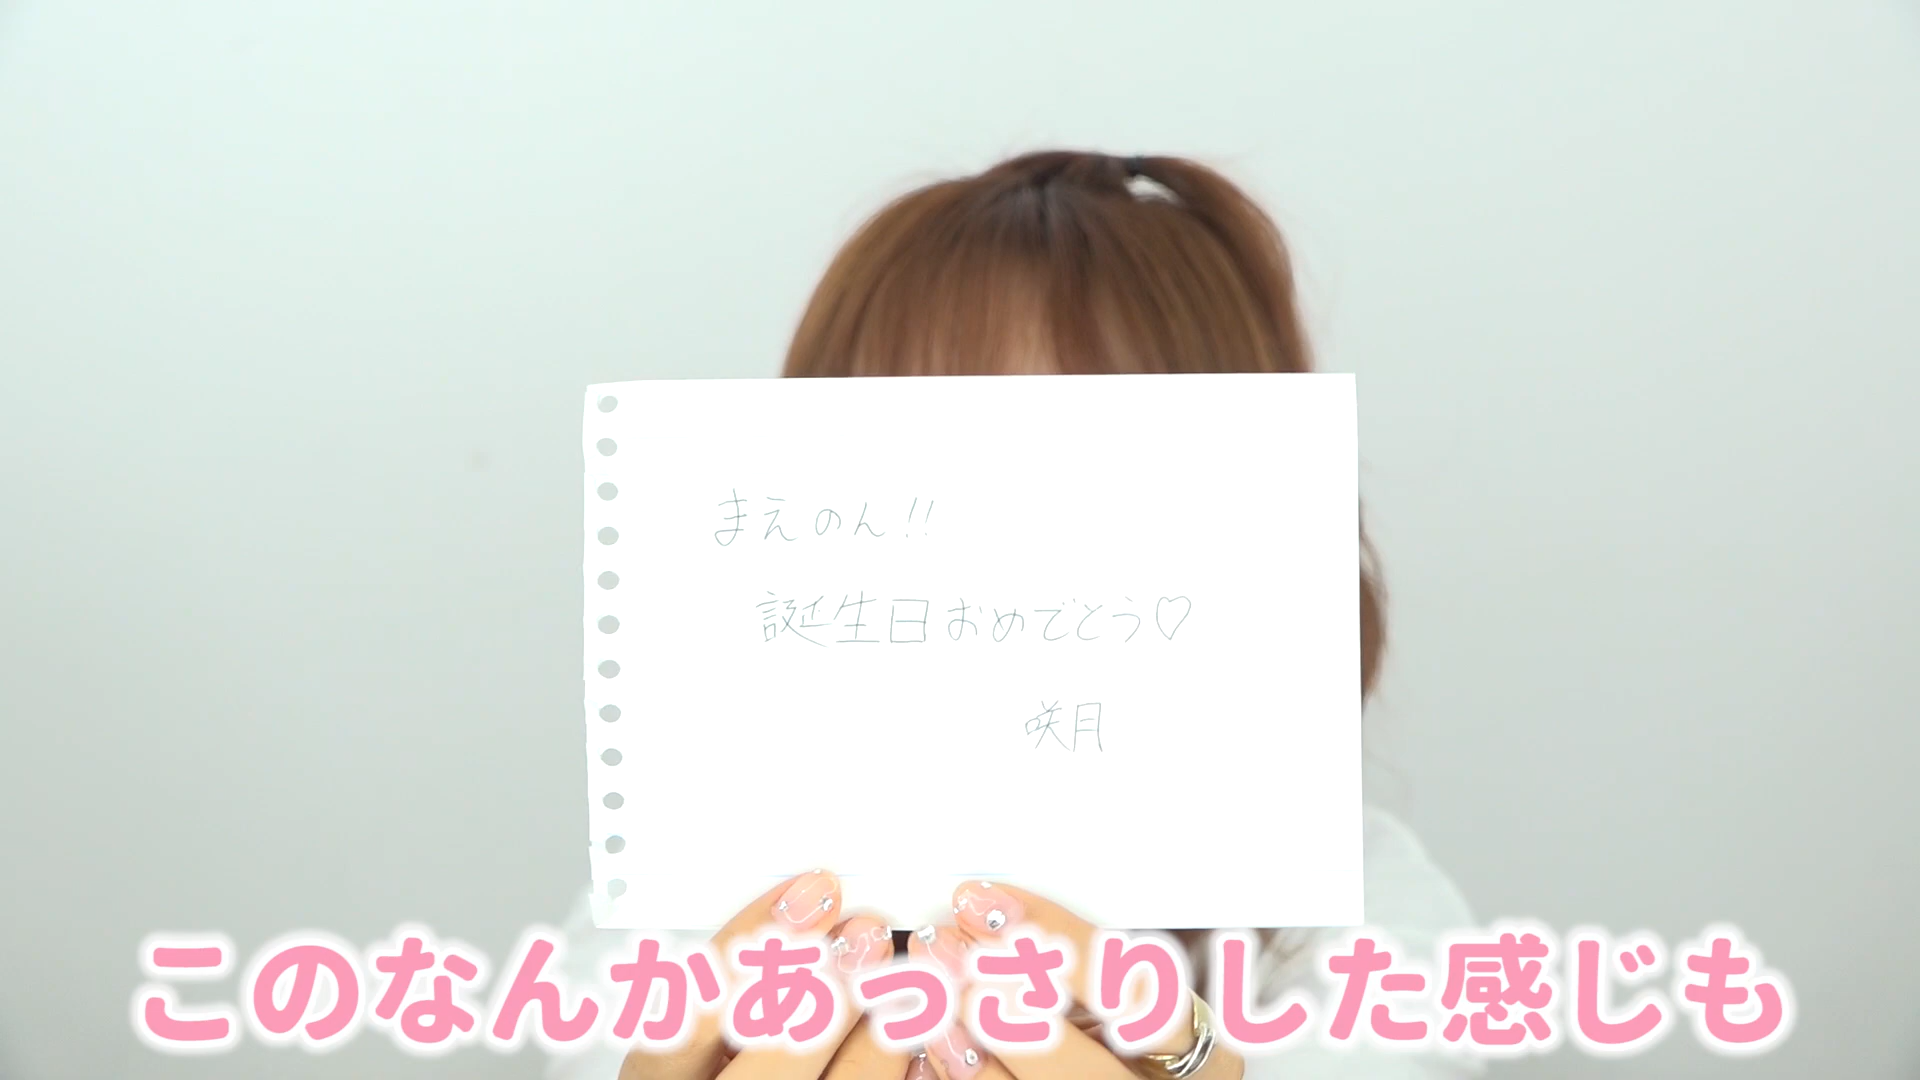 まえのん!!
誕生日おめでとう♡
咲月
このなんかあっさりした感じも